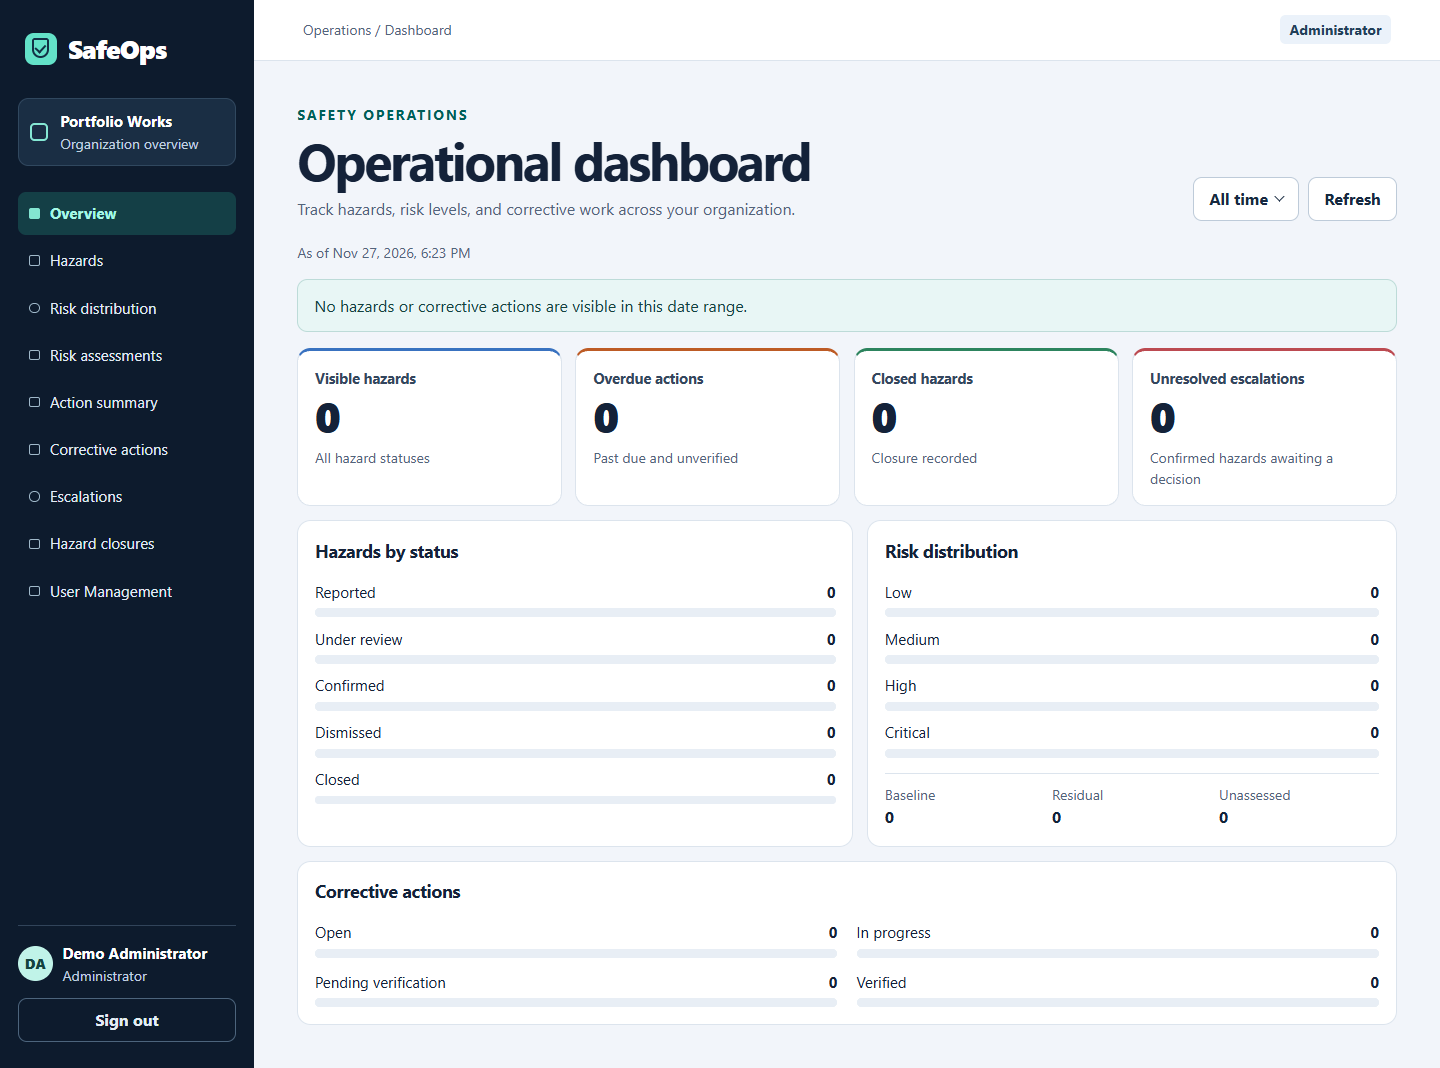 SafeOps
Portfolio Works
Organization overview
Overview
Hazards
Risk distribution
Risk assessments
Action summary
Corrective actions
Escalations
Hazard closures
User Management
DA
Demo Administrator
Administrator
Sign out
Operations / Dashboard
Administrator
SAFETY OPERATIONS
Operational dashboard
Track hazards, risk levels, and corrective work across your organization.
All time
Refresh
As of Nov 27, 2026, 6:23 PM
No hazards or corrective actions are visible in this date range.
Visible hazards
0
All hazard statuses
Overdue actions
0
Past due and unverified
Closed hazards
0
Closure recorded
Unresolved escalations
0
Confirmed hazards awaiting a
decision
Hazards by status
Reported 0
Under review 0
Confirmed 0
Dismissed 0
Closed 0
Risk distribution
Low 0
Medium 0
High 0
Critical 0
Baseline Residual Unassessed
0 0 0
Corrective actions
Open 0 In progress 0
Pending verification 0 Verified 0